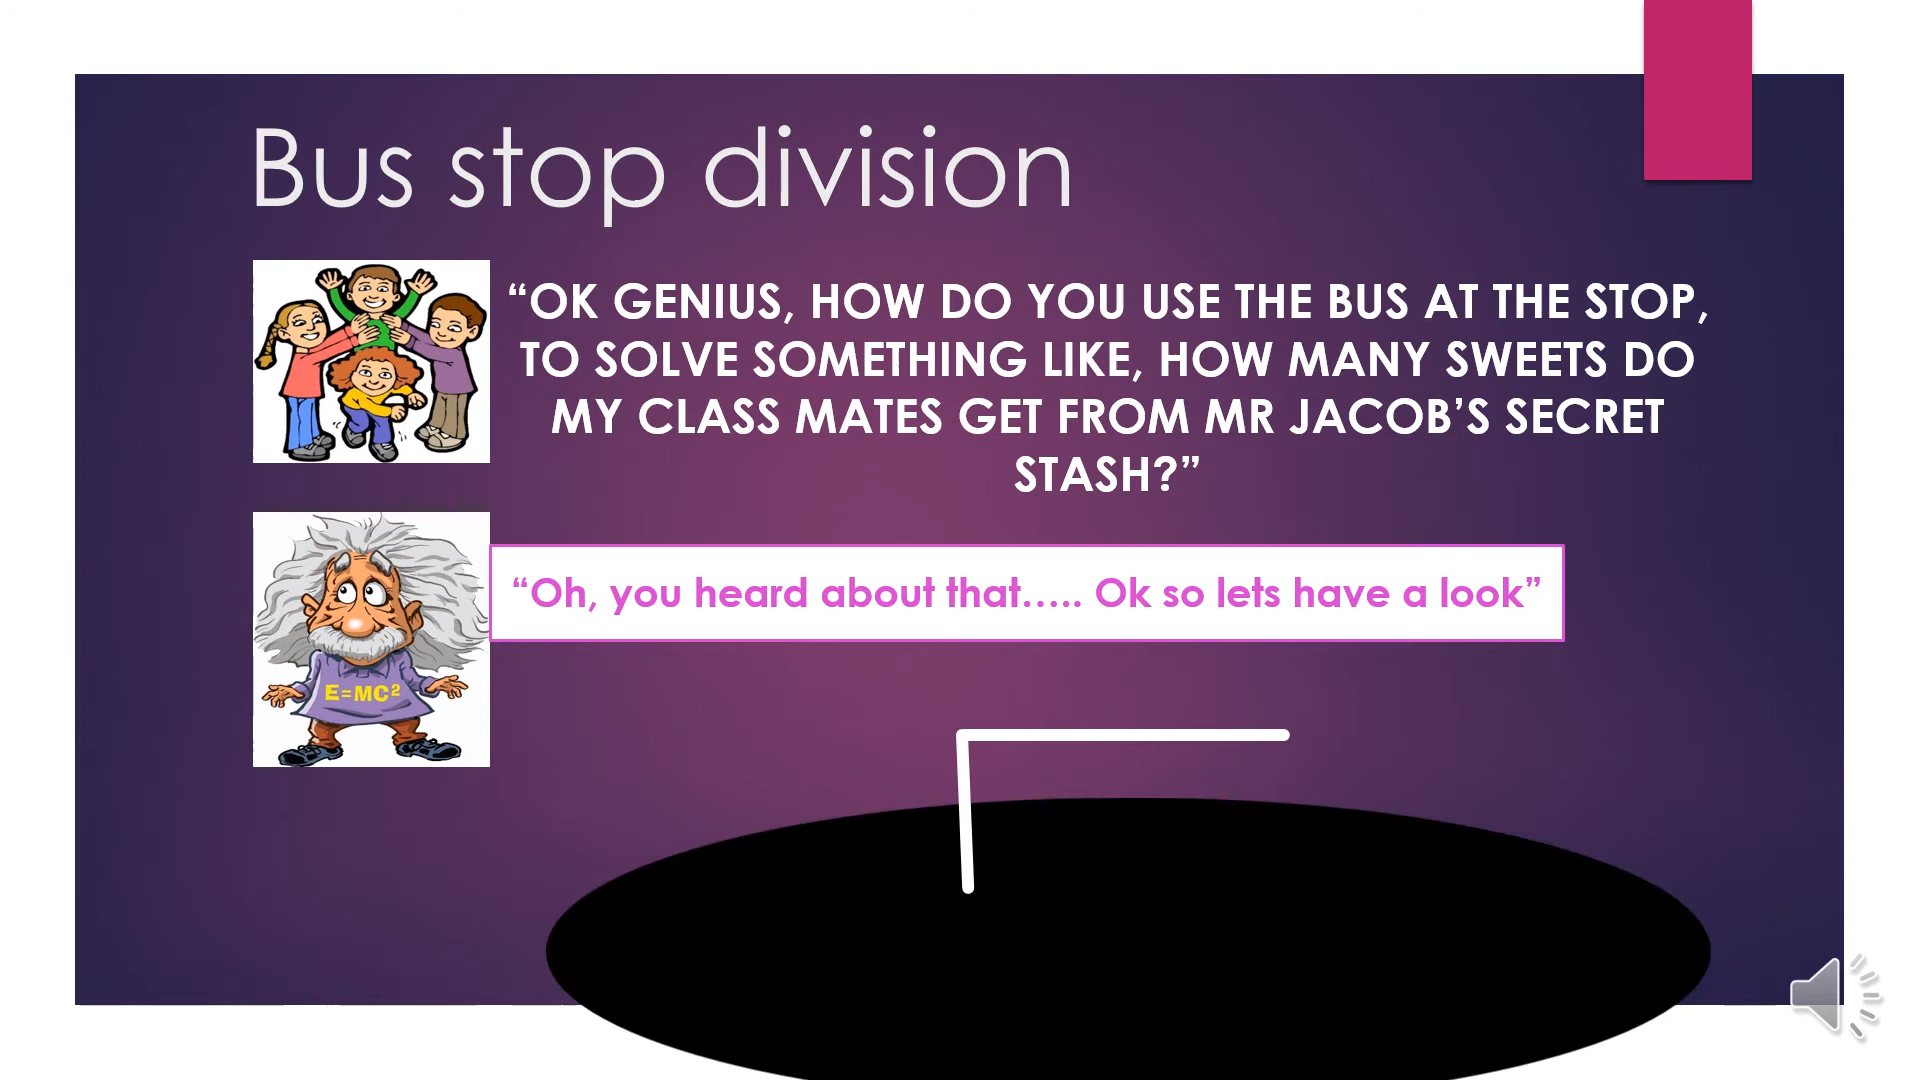 Bus stop division
“OK GENIUS, HOW DO YOU USE THE BUS AT THE STOP,
TO SOLVE SOMETHING LIKE, HOW MANY SWEETS DO
MY CLASS MATES GET FROM MR JACOB’S SECRET
STASH?”
“Oh, you heard about that..... Ok so lets have a look”
E=MC²